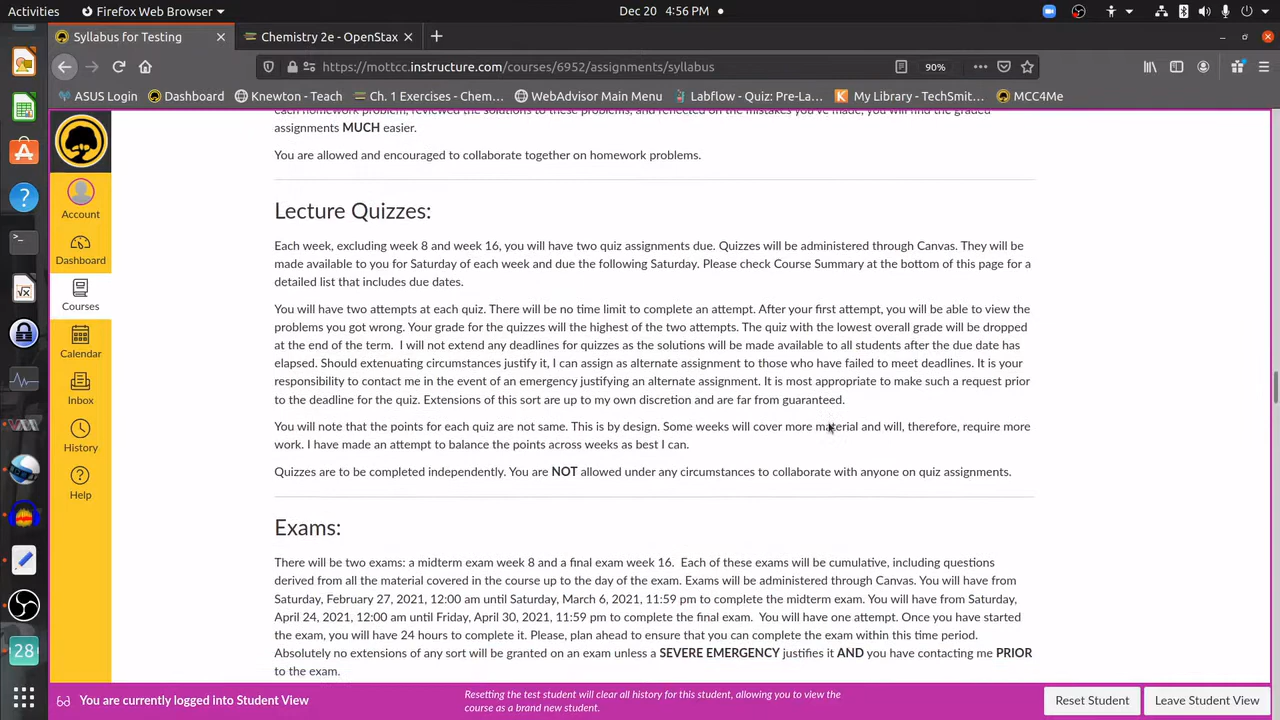 Activities
Firefox Web Browser
Dec 20 4:56 PM
Syllabus for Testing
Chemistry 2e - OpenStax
https://mottcc.instructure.com/courses/6952/assignments/syllabus
90%
ASUS Login
Dashboard
Knewton - Teach
Ch. 1 Exercises - Chem...
WebAdvisor Main Menu
Labflow - Quiz: Pre-La...
My Library - TechSmit...
MCC4Me
each homework problem, reviewed the solutions to these problems, and reflected on the mistakes you've made, you will find the graded
assignments MUCH easier.
You are allowed and encouraged to collaborate together on homework problems.
Account
Dashboard
Courses
Calendar
Inbox
History
Help
Lecture Quizzes:
Each week, excluding week 8 and week 16, you will have two quiz assignments due. Quizzes will be administered through Canvas. They will be
made available to you for Saturday of each week and due the following Saturday. Please check Course Summary at the bottom of this page for a
detailed list that includes due dates.
You will have two attempts at each quiz. There will be no time limit to complete an attempt. After your first attempt, you will be able to view the
problems you got wrong. Your grade for the quizzes will the highest of the two attempts. The quiz with the lowest overall grade will be dropped
at the end of the term. I will not extend any deadlines for quizzes as the solutions will be made available to all students after the due date has
elapsed. Should extenuating circumstances justify it, I can assign as alternate assignment to those who have failed to meet deadlines. It is your
responsibility to contact me in the event of an emergency justifying an alternate assignment. It is most appropriate to make such a request prior
to the deadline for the quiz. Extensions of this sort are up to my own discretion and are far from guaranteed.
You will note that the points for each quiz are not same. This is by design. Some weeks will cover more material and will, therefore, require more
work. I have made an attempt to balance the points across weeks as best I can.
Quizzes are to be completed independently. You are NOT allowed under any circumstances to collaborate with anyone on quiz assignments.
Exams:
There will be two exams: a midterm exam week 8 and a final exam week 16. Each of these exams will be cumulative, including questions
derived from all the material covered in the course up to the day of the exam. Exams will be administered through Canvas. You will have from
Saturday, February 27, 2021, 12:00 am until Saturday, March 6, 2021, 11:59 pm to complete the midterm exam. You will have from Saturday,
April 24, 2021, 12:00 am until Friday, April 30, 2021, 11:59 pm to complete the final exam. You will have one attempt. Once you have started
the exam, you will have 24 hours to complete it. Please, plan ahead to ensure that you can complete the exam within this time period.
Absolutely no extensions of any sort will be granted on an exam unless a SEVERE EMERGENCY justifies it AND you have contacting me PRIOR
to the exam.
28
You are currently logged into Student View
Resetting the test student will clear all history for this student, allowing you to view the
course as a brand new student.
Reset Student
Leave Student View